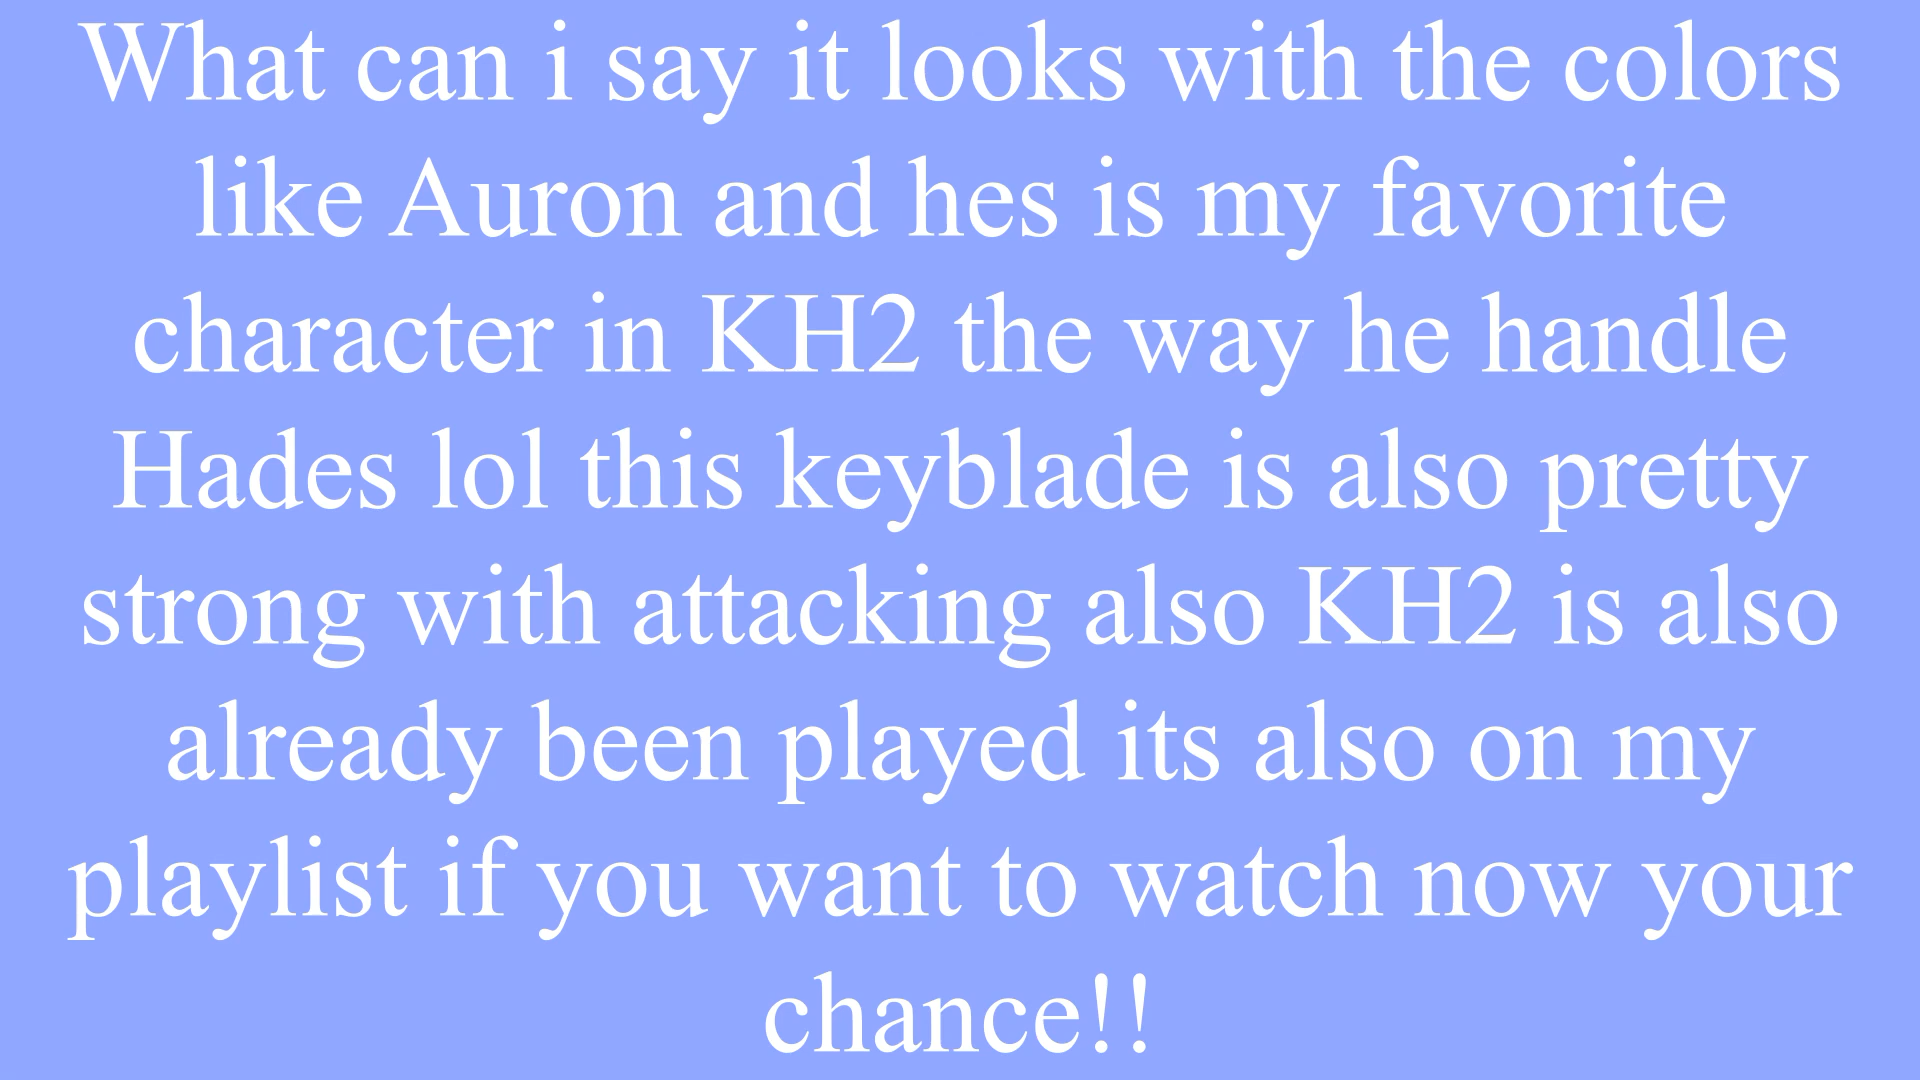 What can i say it looks with the colors
like Auron and hes is my favorite
character in KH2 the way he handle
Hades lol this keyblade is also pretty
strong with attacking also KH2 is also
already been played its also on my
playlist if you want to watch now your
chance!!